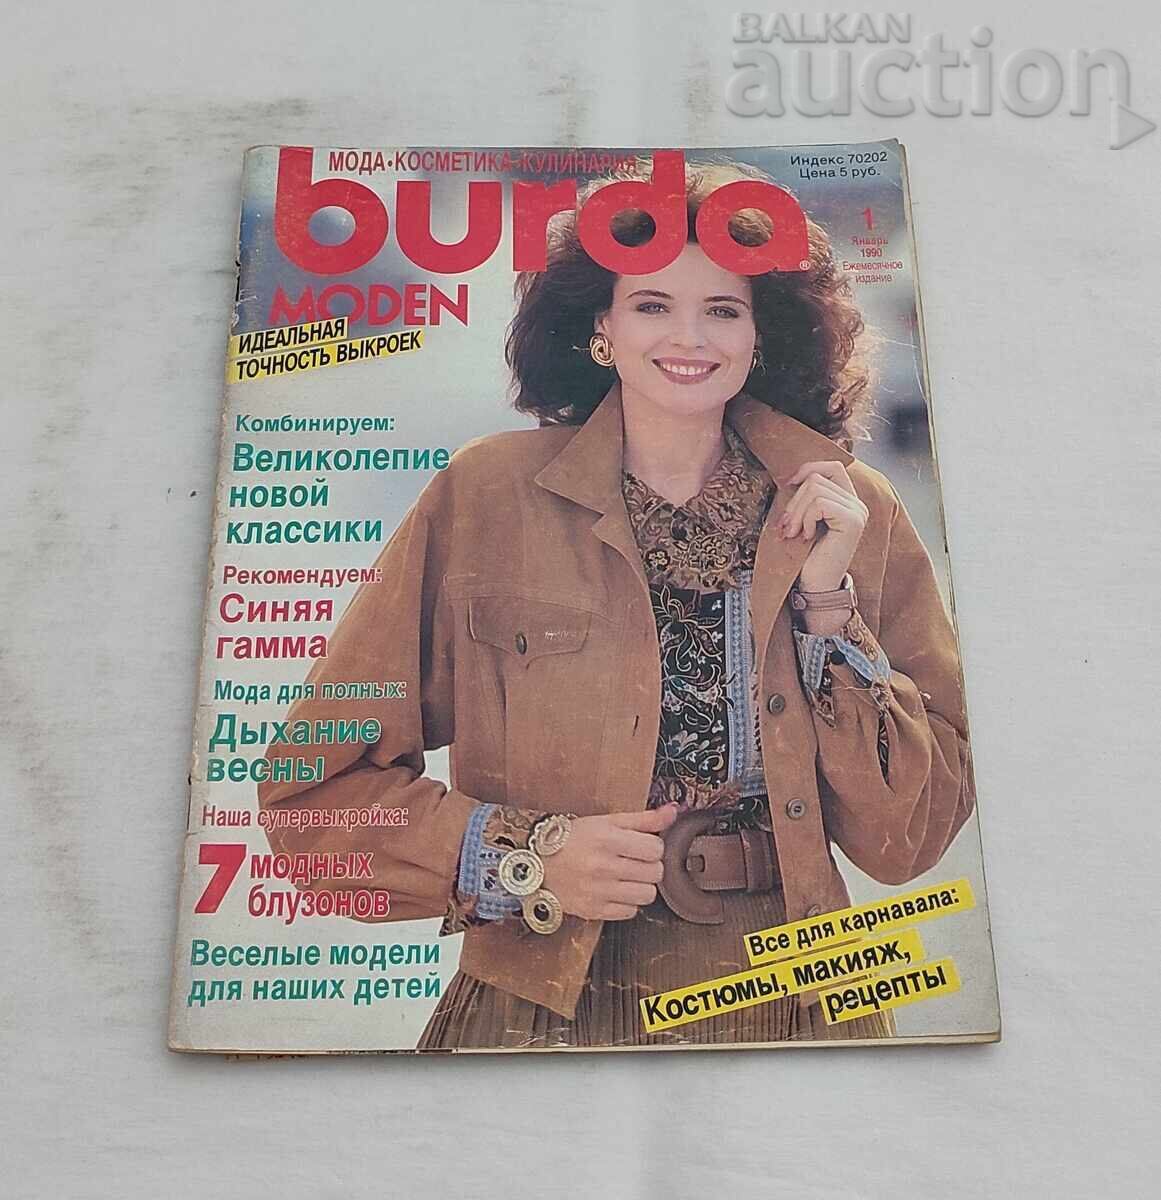 BALKAN
auction
МОДА•КОСМЕТИКА•КУЛИНАРИЯ
burda
MODEN
Индекс 70202
Цена 5 руб.
1
Январь
1990
Ежемесячное
издание
ИДЕАЛЬНАЯ
ТОЧНОСТЬ ВЫКРОЕК
Комбинируем:
Великолепие
новой
классики
Рекомендуем:
Синяя
гамма
Мода для полных:
Дыхание
весны
Наша супервыкройка:
7 модных
блузонов
Веселые модели
для наших детей
Все для карнавала:
Костюмы, макияж,
рецепты